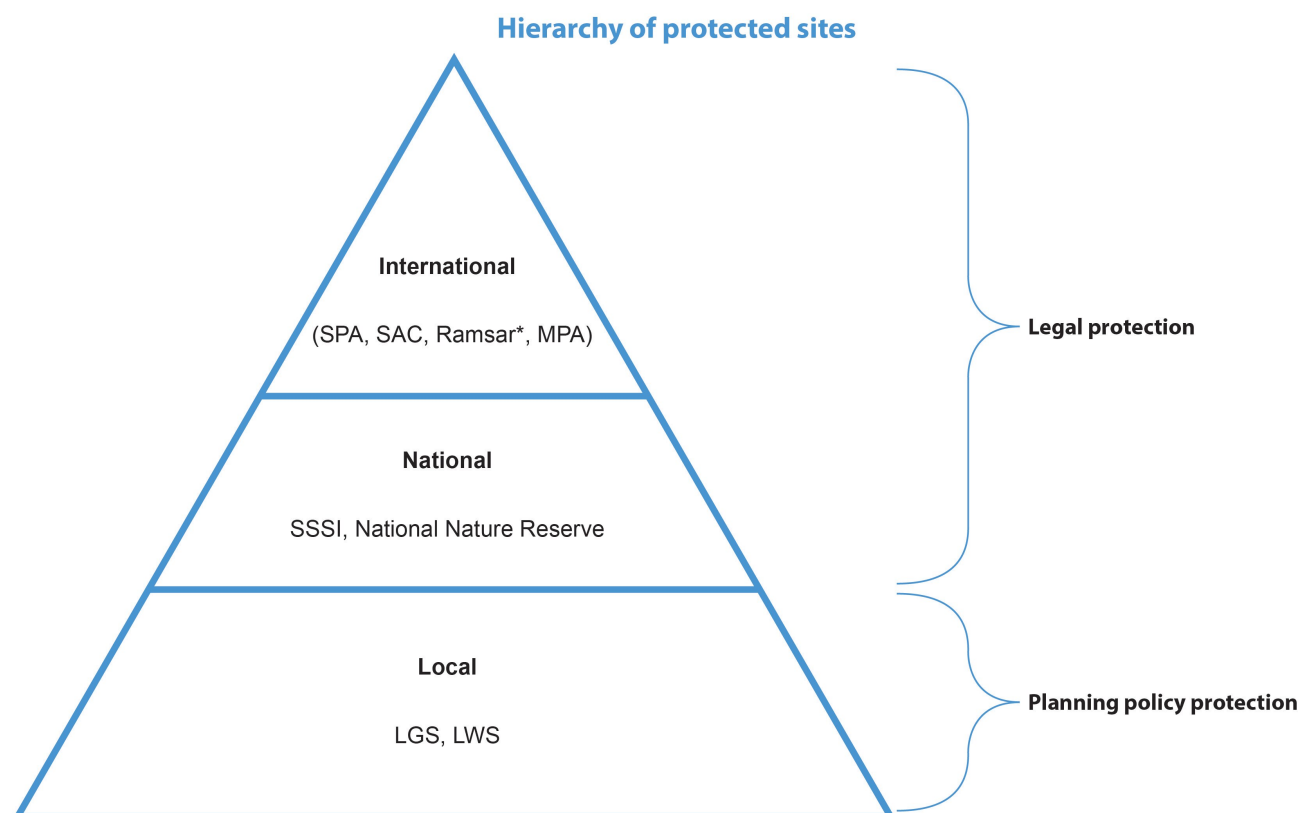 Hierarchy of protected sites
International
(SPA, SAC, Ramsar*, MPA)
Legal protection
National
SSSI, National Nature Reserve
Local
Planning policy protection
LGS, LWS